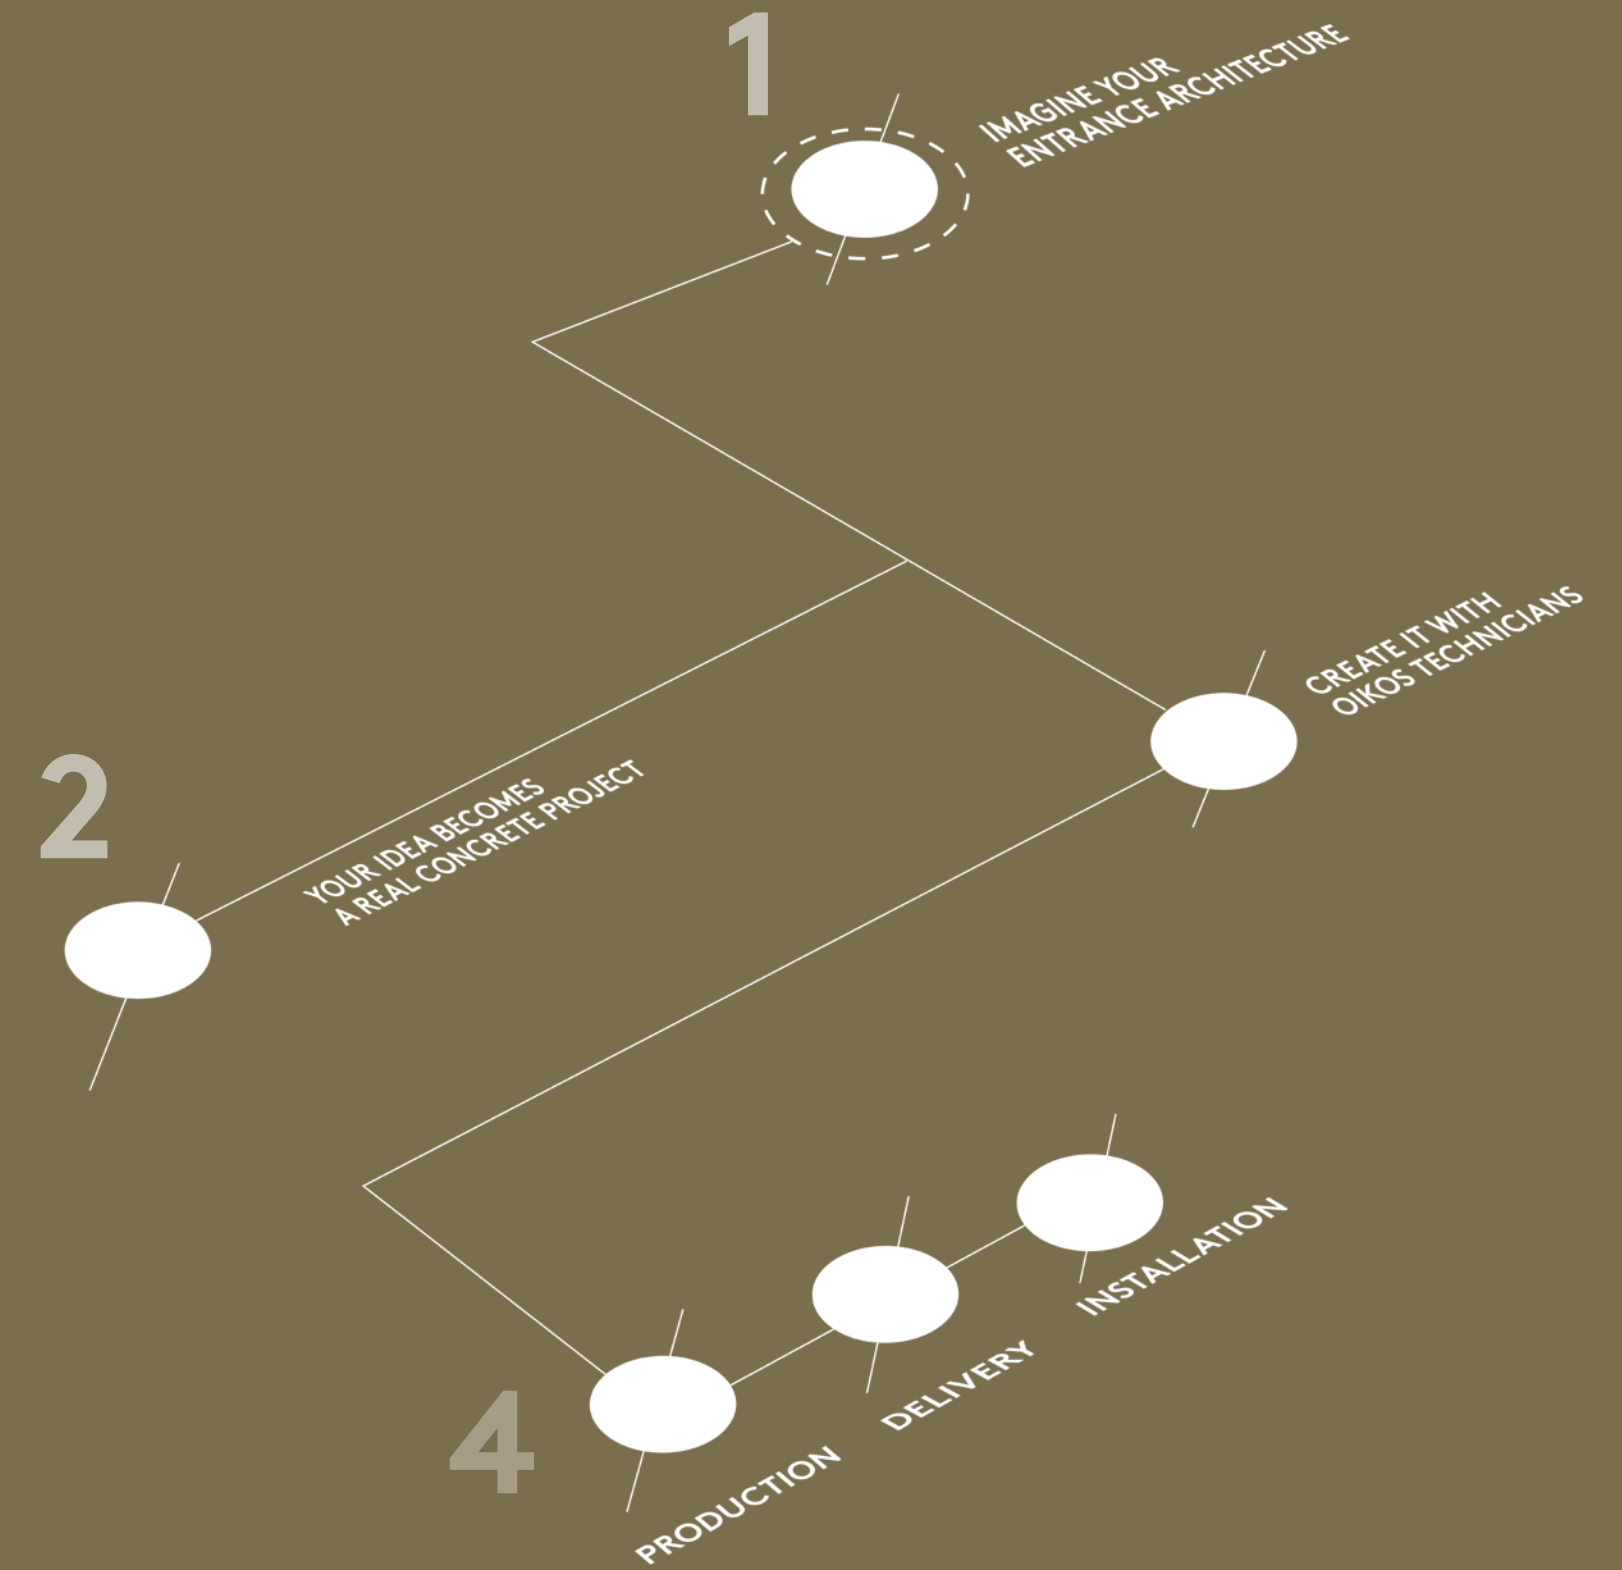 1
IMAGINE YOUR
ENTRANCE ARCHITECTURE
CREATE IT WITH
OIKOS TECHNICIANS
2
YOUR IDEA BECOMES
A REAL CONCRETE PROJECT
INSTALLATION
DELIVERY
4
PRODUCTION